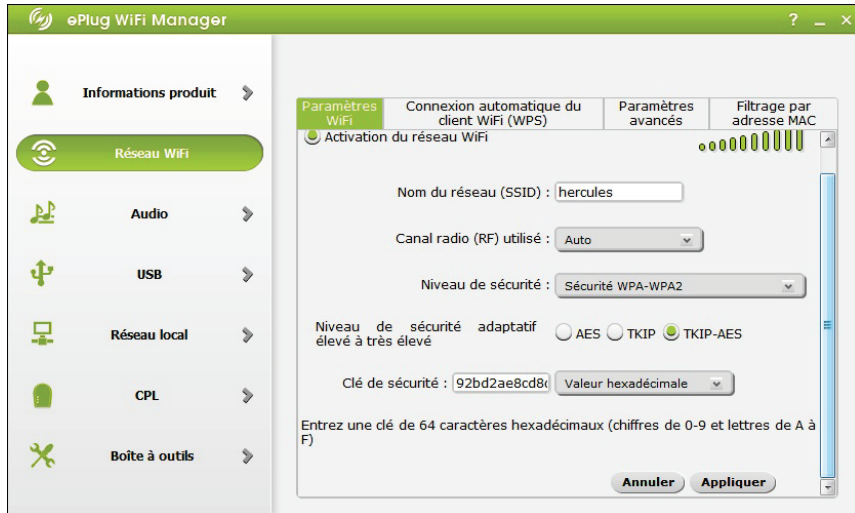 ePlug WiFi Manager
? _ ×
Informations produit
Réseau WiFi
Audio
USB
Réseau local
CPL
Boîte à outils
Paramètres WiFi
Connexion automatique du client WiFi (WPS)
Paramètres avancés
Filtrage par adresse MAC
Activation du réseau WiFi
Nom du réseau (SSID) : hercules
Canal radio (RF) utilisé : Auto
Niveau de sécurité : Sécurité WPA-WPA2
Niveau de sécurité adaptatif
élevé à très élevé
AES TKIP TKIP-AES
Clé de sécurité : 92bd2ae8cd8 Valeur hexadécimale
Entrez une clé de 64 caractères hexadécimaux (chiffres de 0-9 et lettres de A à
F)
Annuler Appliquer